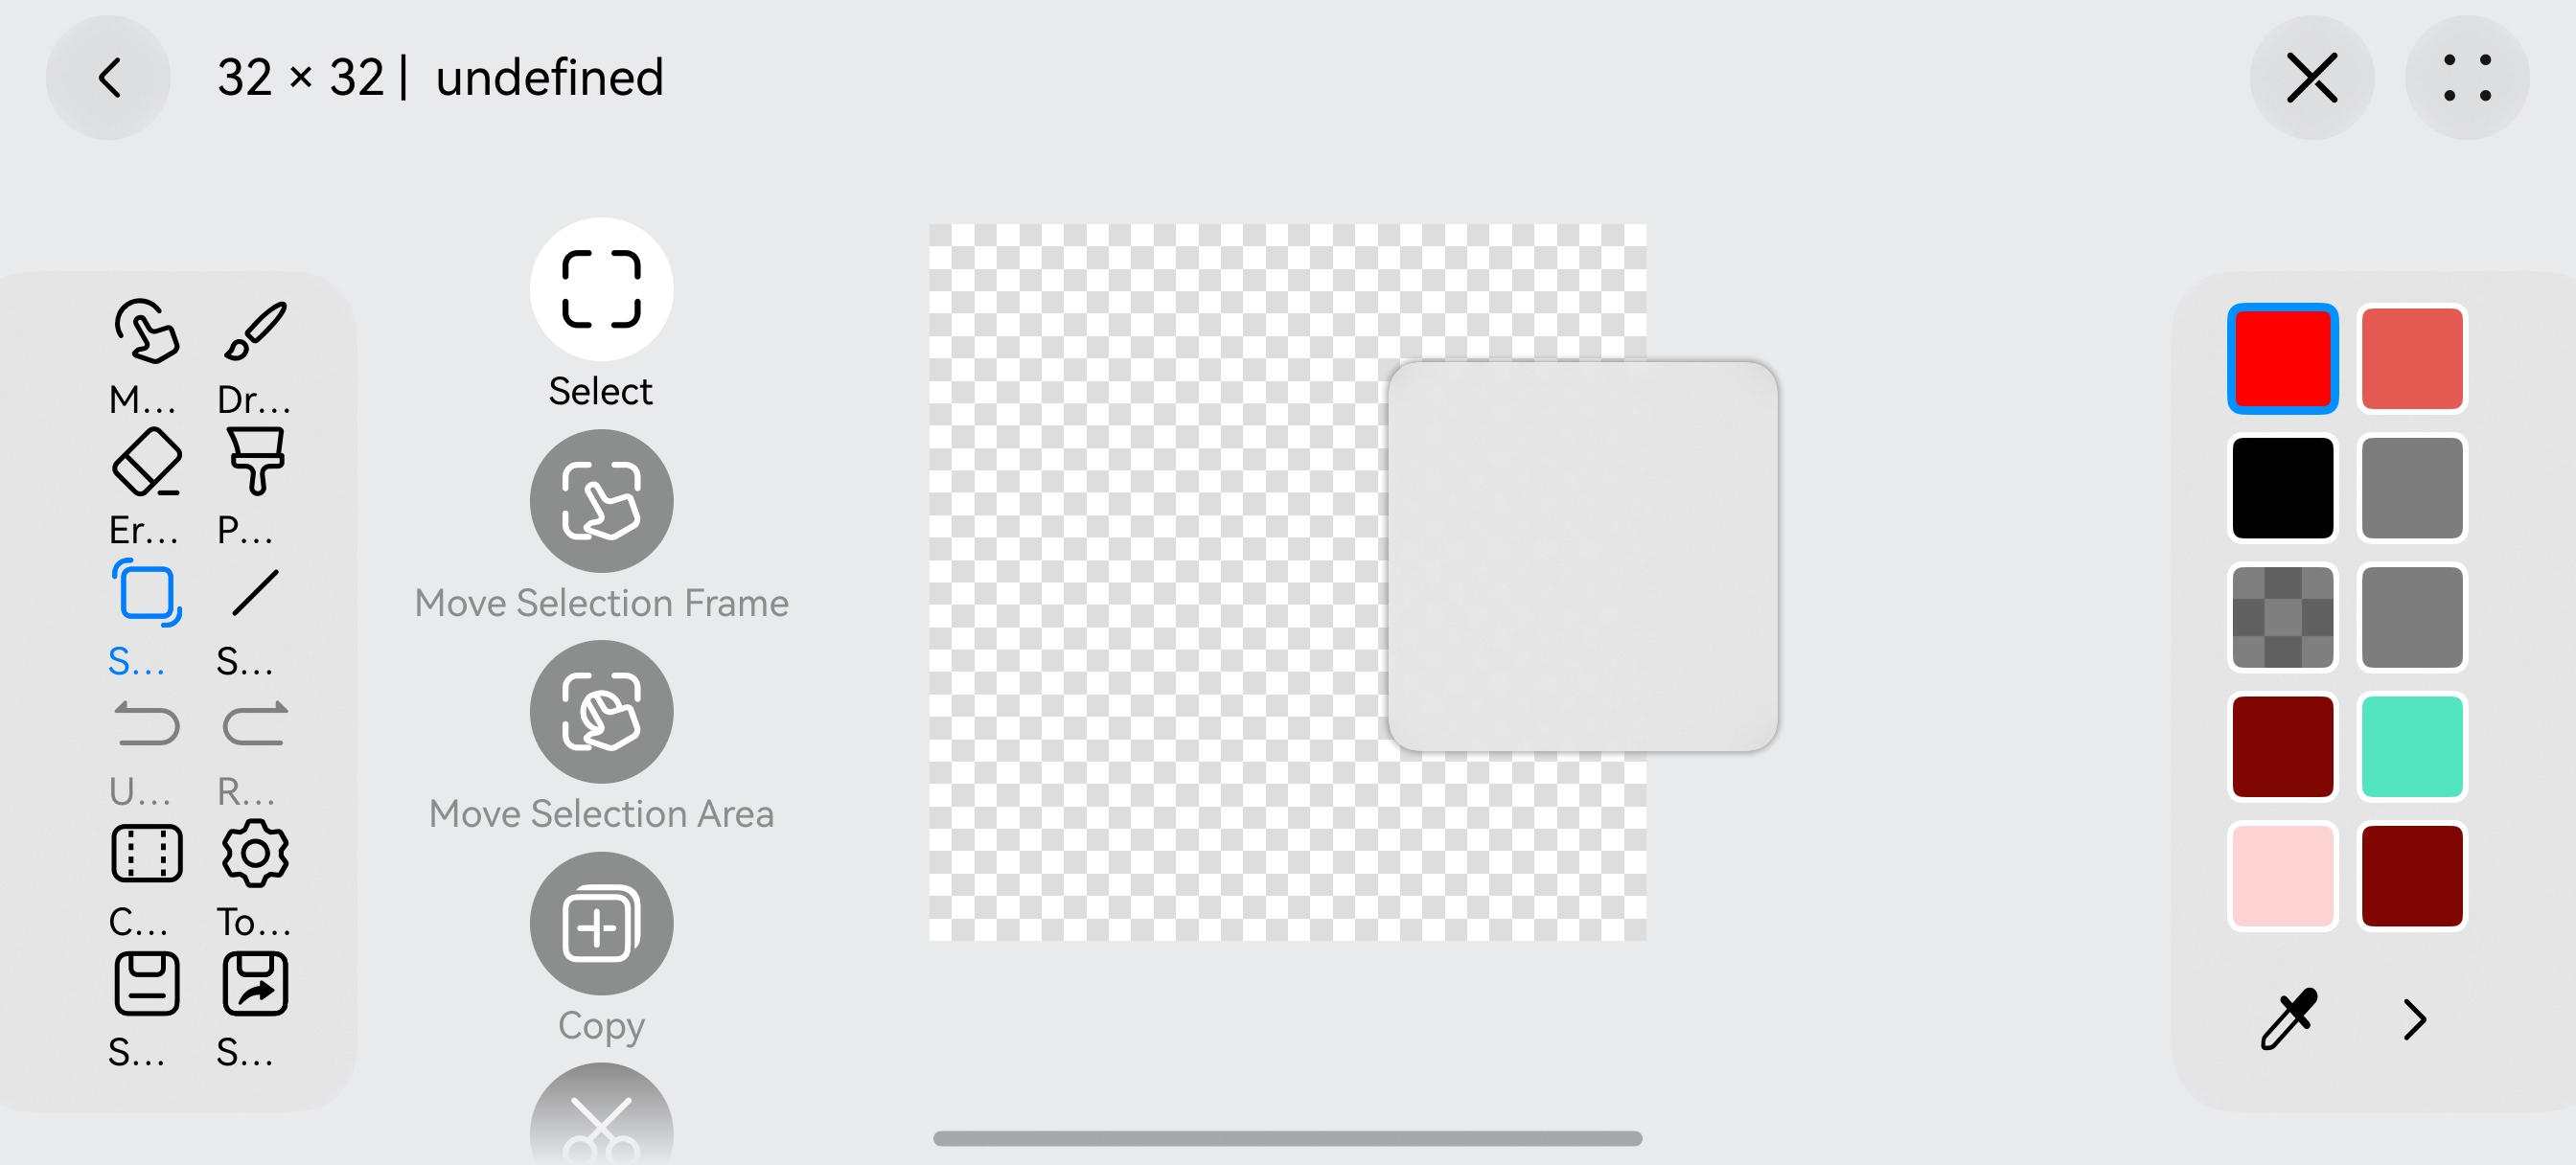 32 × 32 | undefined
M... Dr...
Er... P...
S... S...
U... R...
C... To...
S... S...
Select
Move Selection Frame
Move Selection Area
Copy